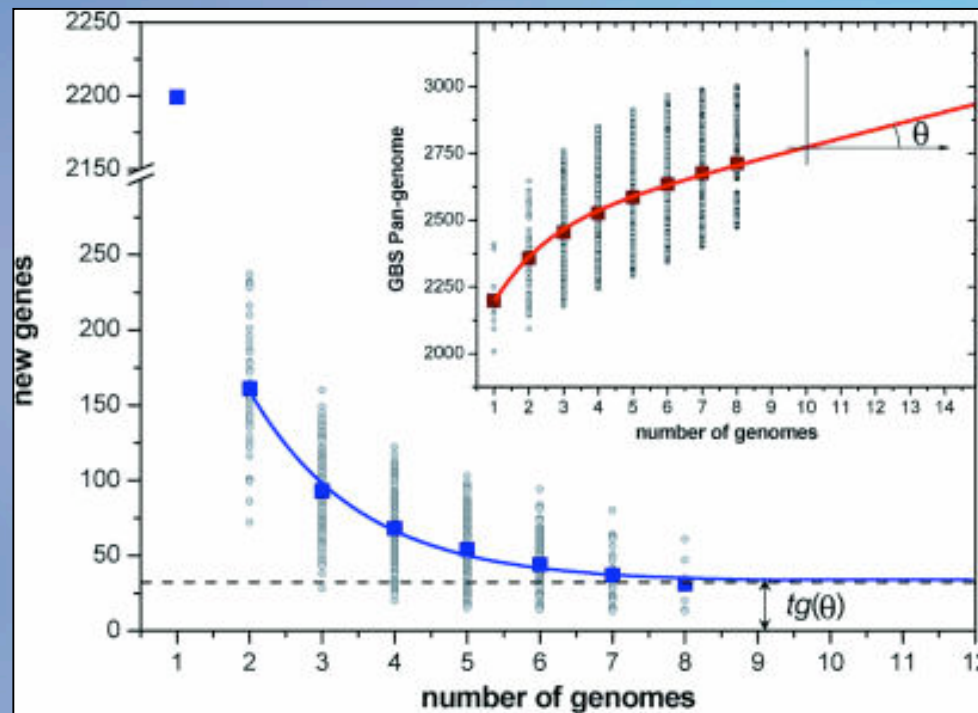 2250
2200
2150
250
200
150
100
50
0
new genes
1 2 3 4 5 6 7 8 9 10 11 12
number of genomes
tg(θ)
3000
2750
2500
2250
2000
GBS Pan-genome
θ
1 2 3 4 5 6 7 8 9 10 11 12 13 14
number of genomes